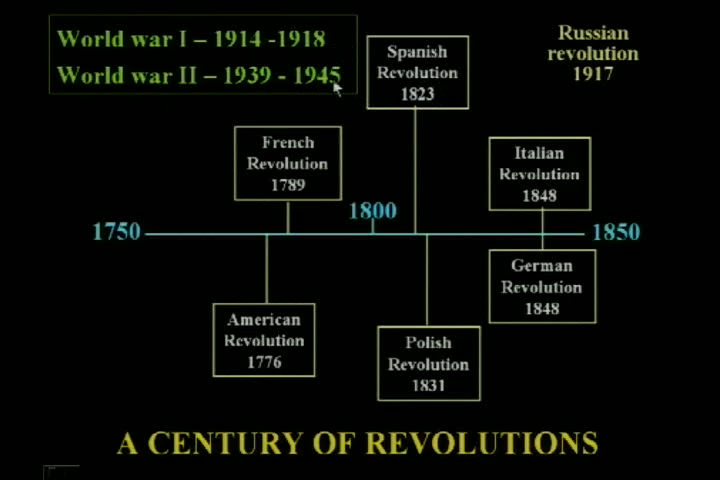 World war I – 1914 -1918
World war II – 1939 - 1945
Spanish
Revolution
1823
Russian
revolution
1917
French
Revolution
1789
Italian
Revolution
1848
1750
1800
1850
German
Revolution
1848
American
Revolution
1776
Polish
Revolution
1831
A CENTURY OF REVOLUTIONS